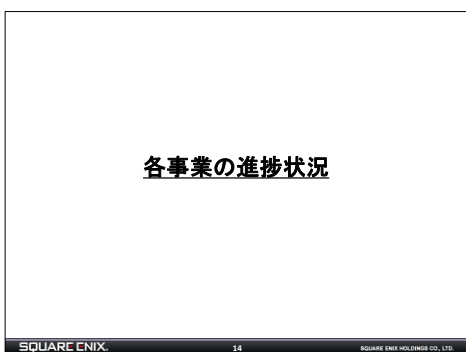 各事業の進捗状況
SQUARE ENIX. 14 SQUARE ENIX HOLDINGS CO., LTD.